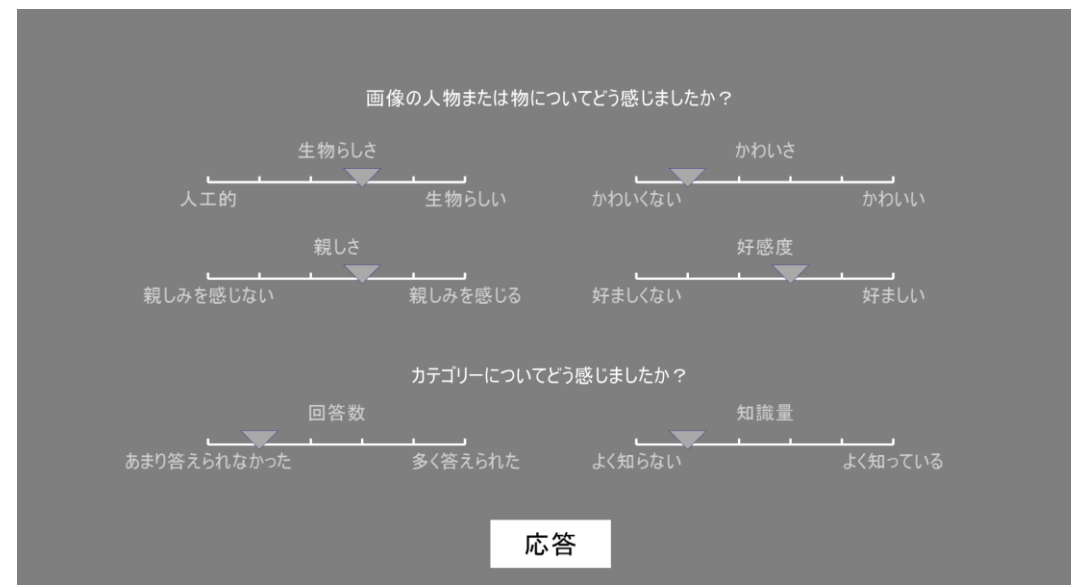 画像の人物または物についてどう感じましたか？
生物らしさ
かわいさ
人工的
生物らしい
かわいくない
かわいい
親しさ
好感度
親しみを感じない
親しみを感じる
好ましくない
好ましい
カテゴリーについてどう感じましたか？
回答数
知識量
あまり答えられなかった
多く答えられた
よく知らない
よく知っている
応答